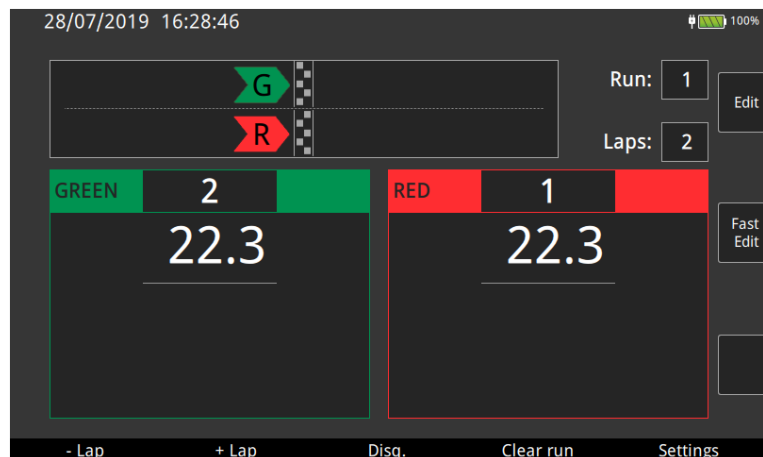 28/07/2019 16:28:46
100%
G
Run: 1
Edit
R
Laps: 2
GREEN 2
RED 1
Fast
Edit
22.3
22.3
- Lap
+ Lap
Disq.
Clear run
Settings